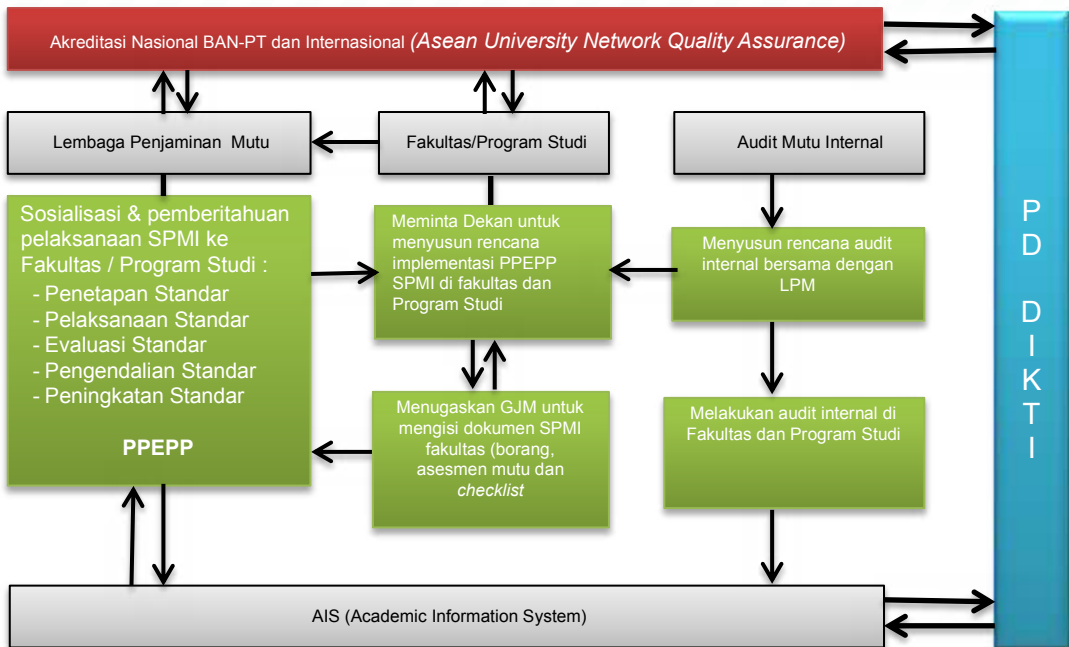 Akreditasi Nasional BAN-PT dan Internasional (Asean University Network Quality Assurance)
Lembaga Penjaminan Mutu
Fakultas/Program Studi
Audit Mutu Internal
Sosialisasi & pemberitahuan
pelaksanaan SPMI ke
Fakultas / Program Studi :
- Penetapan Standar
- Pelaksanaan Standar
- Evaluasi Standar
- Pengendalian Standar
- Peningkatan Standar
PPEPP
Meminta Dekan untuk
menyusun rencana
implementasi PPEPP
SPMI di fakultas dan
Program Studi
Menyusun rencana audit
internal bersama dengan
LPM
Menugaskan GJM untuk
mengisi dokumen SPMI
fakultas (borang,
asesmen mutu dan
checklist
Melakukan audit internal di
Fakultas dan Program Studi
AIS (Academic Information System)
PD DIKTI